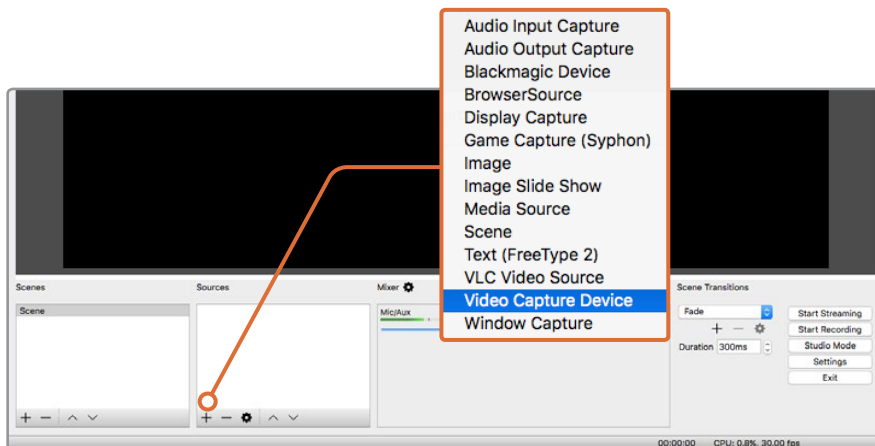 Audio Input Capture
Audio Output Capture
Blackmagic Device
BrowserSource
Display Capture
Game Capture (Syphon)
Image
Image Slide Show
Media Source
Scene
Text (FreeType 2)
VLC Video Source
Video Capture Device
Window Capture
Scenes
Scene
Sources
Mixer
Mic/Aux
Scene Transitions
Fade
Duration 300ms
Start Streaming
Start Recording
Studio Mode
Settings
Exit
00:00:00 CPU: 0.8%, 30.00 fps